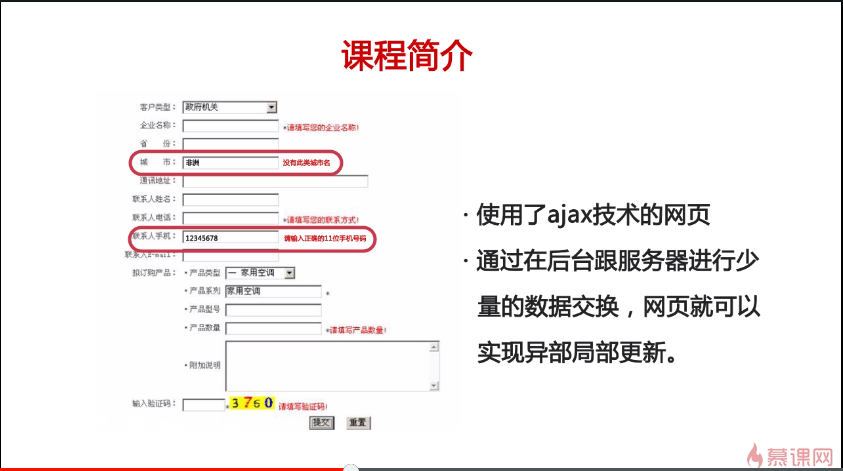 课程简介
客户类型： 政府机关
企业名称： *请填写您的企业名称!
省 份：
城 市： 非洲 没有此类城市名
通讯地址：
联系人姓名：
联系人电话： *请填写您的联系方式!
联系人手机： 12345678 请输入正确的11位手机号码
联系人E-mail：
拟订购产品： ·产品类型 一 家用空调
·产品系列 家用空调 *
·产品型号
·产品数量 *请填写产品数量!
·附加说明
输入验证码： *3760 请填写验证码!
提交 重置
· 使用了ajax技术的网页
· 通过在后台跟服务器进行少
量的数据交换，网页就可以
实现异部局部更新。
慕课网